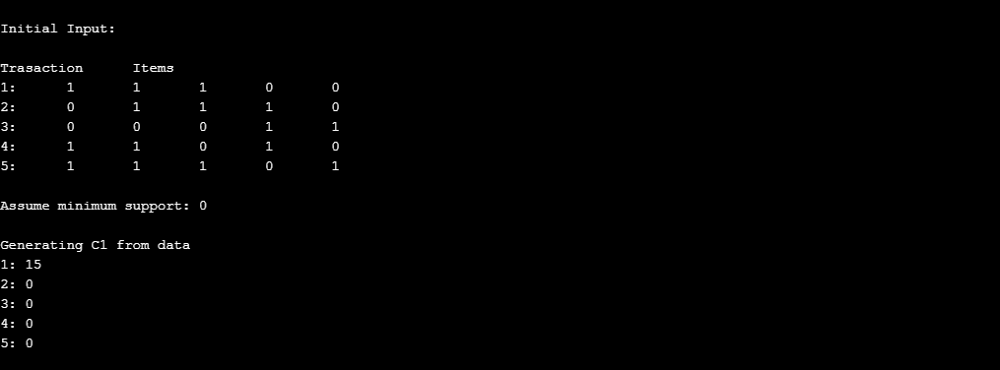 Initial Input:
Trasaction Items
1: 1 1 1 0 0
2: 0 1 1 1 0
3: 0 0 0 1 1
4: 1 1 0 1 0
5: 1 1 1 0 1
Assume minimum support: 0
Generating C1 from data
1: 15
2: 0
3: 0
4: 0
5: 0